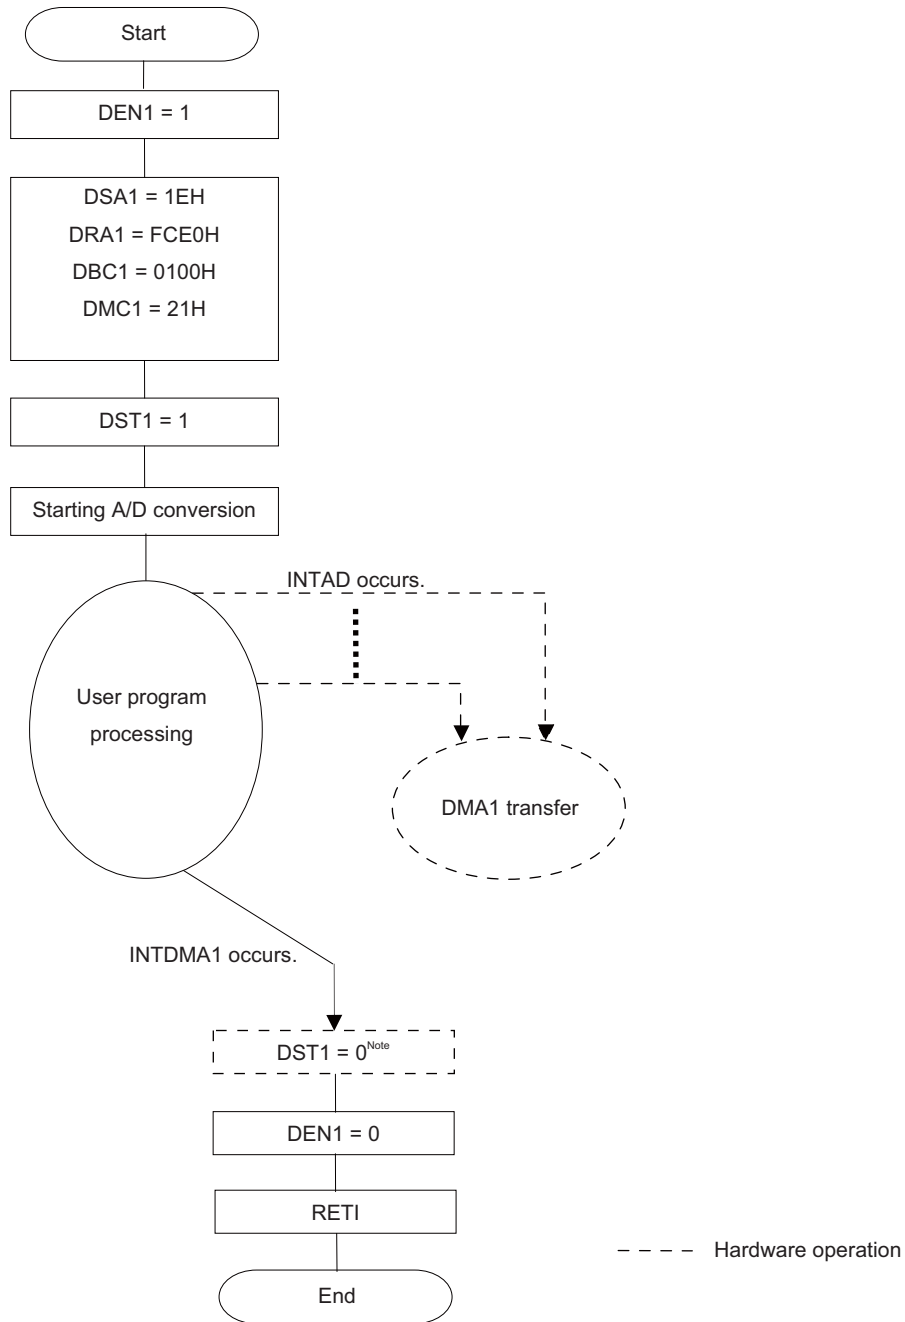 Start
DEN1 = 1
DSA1 = 1EH
DRA1 = FCE0H
DBC1 = 0100H
DMC1 = 21H
DST1 = 1
Starting A/D conversion
INTAD occurs.
User program
processing
DMA1 transfer
INTDMA1 occurs.
DST1 = 0Note
DEN1 = 0
RETI
Hardware operation
End